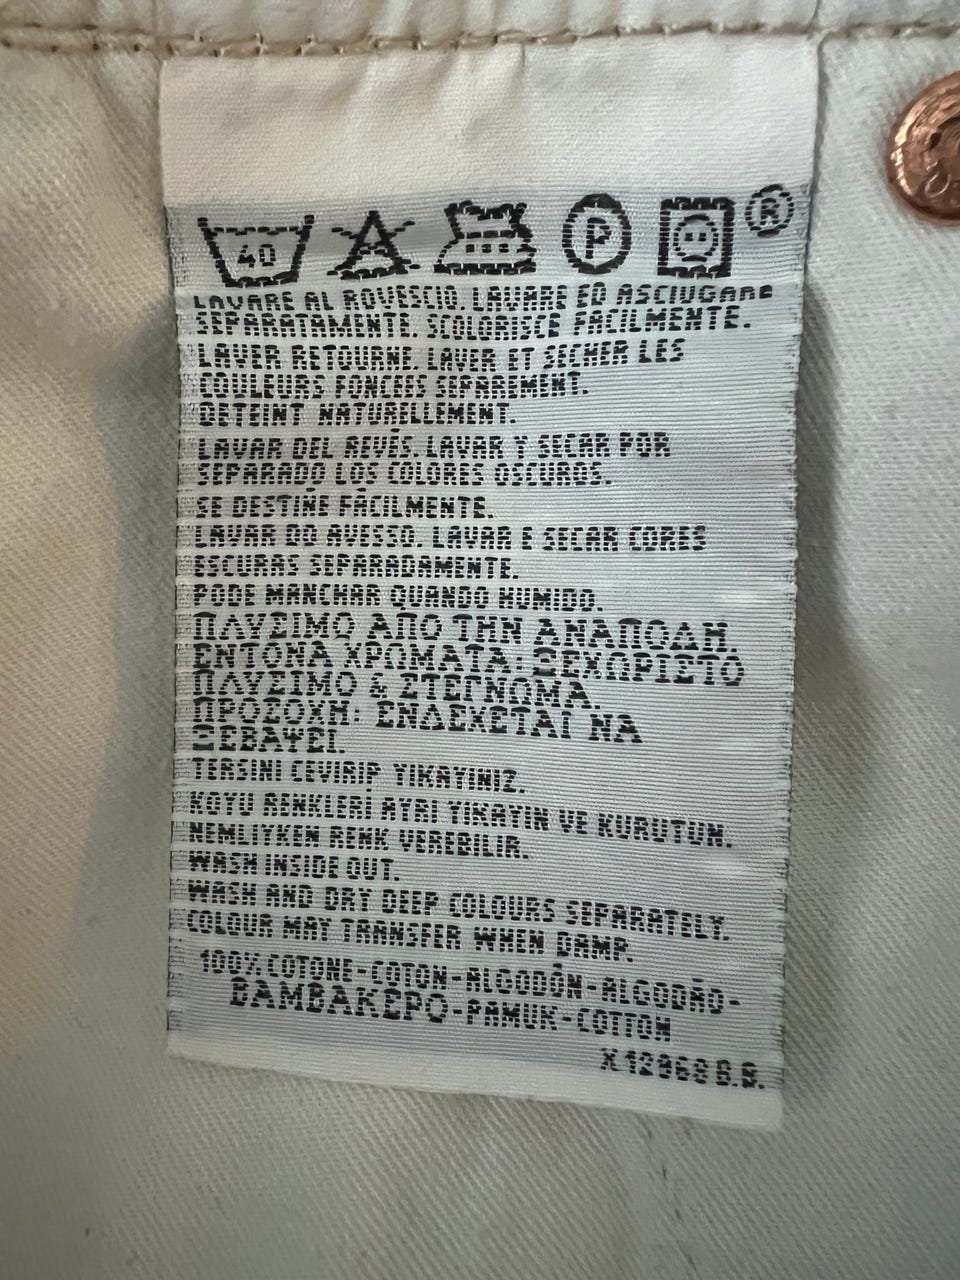 40 P ®
LAVARE AL ROVESCIO. LAVARE ED ASCIUGARE
SEPARATAMENTE. SCOLORISCE FACILMENTE.
LAVER RETOURNE. LAVER ET SECHER LES
COULEURS FONCEES SEPAREMENT.
DETEINT NATURELLEMENT.
LAVAR DEL REVÉS. LAVAR Y SECAR POR
SEPARADO LOS COLORES OSCUROS.
SE DESTIÑE FÁCILMENTE.
LAVAR DO AVESSO. LAVAR E SECAR CORES
ESCURAS SEPARADAMENTE.
PODE MANCHAR QUANDO HUMIDO.
ΠΛΥΣΙΜΟ ΑΠΟ ΤΗΝ ΑΝΑΠΟΔΗ.
ΕΝΤΟΝΑ ΧΡΩΜΑΤΑ: ΞΕΧΩΡΙΣΤΟ
ΠΛΥΣΙΜΟ & ΣΤΕΓΝΩΜΑ.
ΠΡΟΣΟΧΗ: ΕΝΔΕΧΕΤΑΙ ΝΑ
ΞΕΒΑΨΕΙ.
TERSINI CEVIRIP YIKAYINIZ.
KOYU RENKLERI AYRI YIKAYIN VE KURUTUN.
NEMLIYKEN RENK VEREBILIR.
WASH INSIDE OUT.
WASH AND DRY DEEP COLOURS SEPARATELY.
COLOUR MAY TRANSFER WHEN DAMP.
100% COTONE-COTON-ALGODÓN-ALGODÃO-
ΒΑΜΒΑΚΕΡΟ-PAMUK-COTTON
X 12968 B.B.